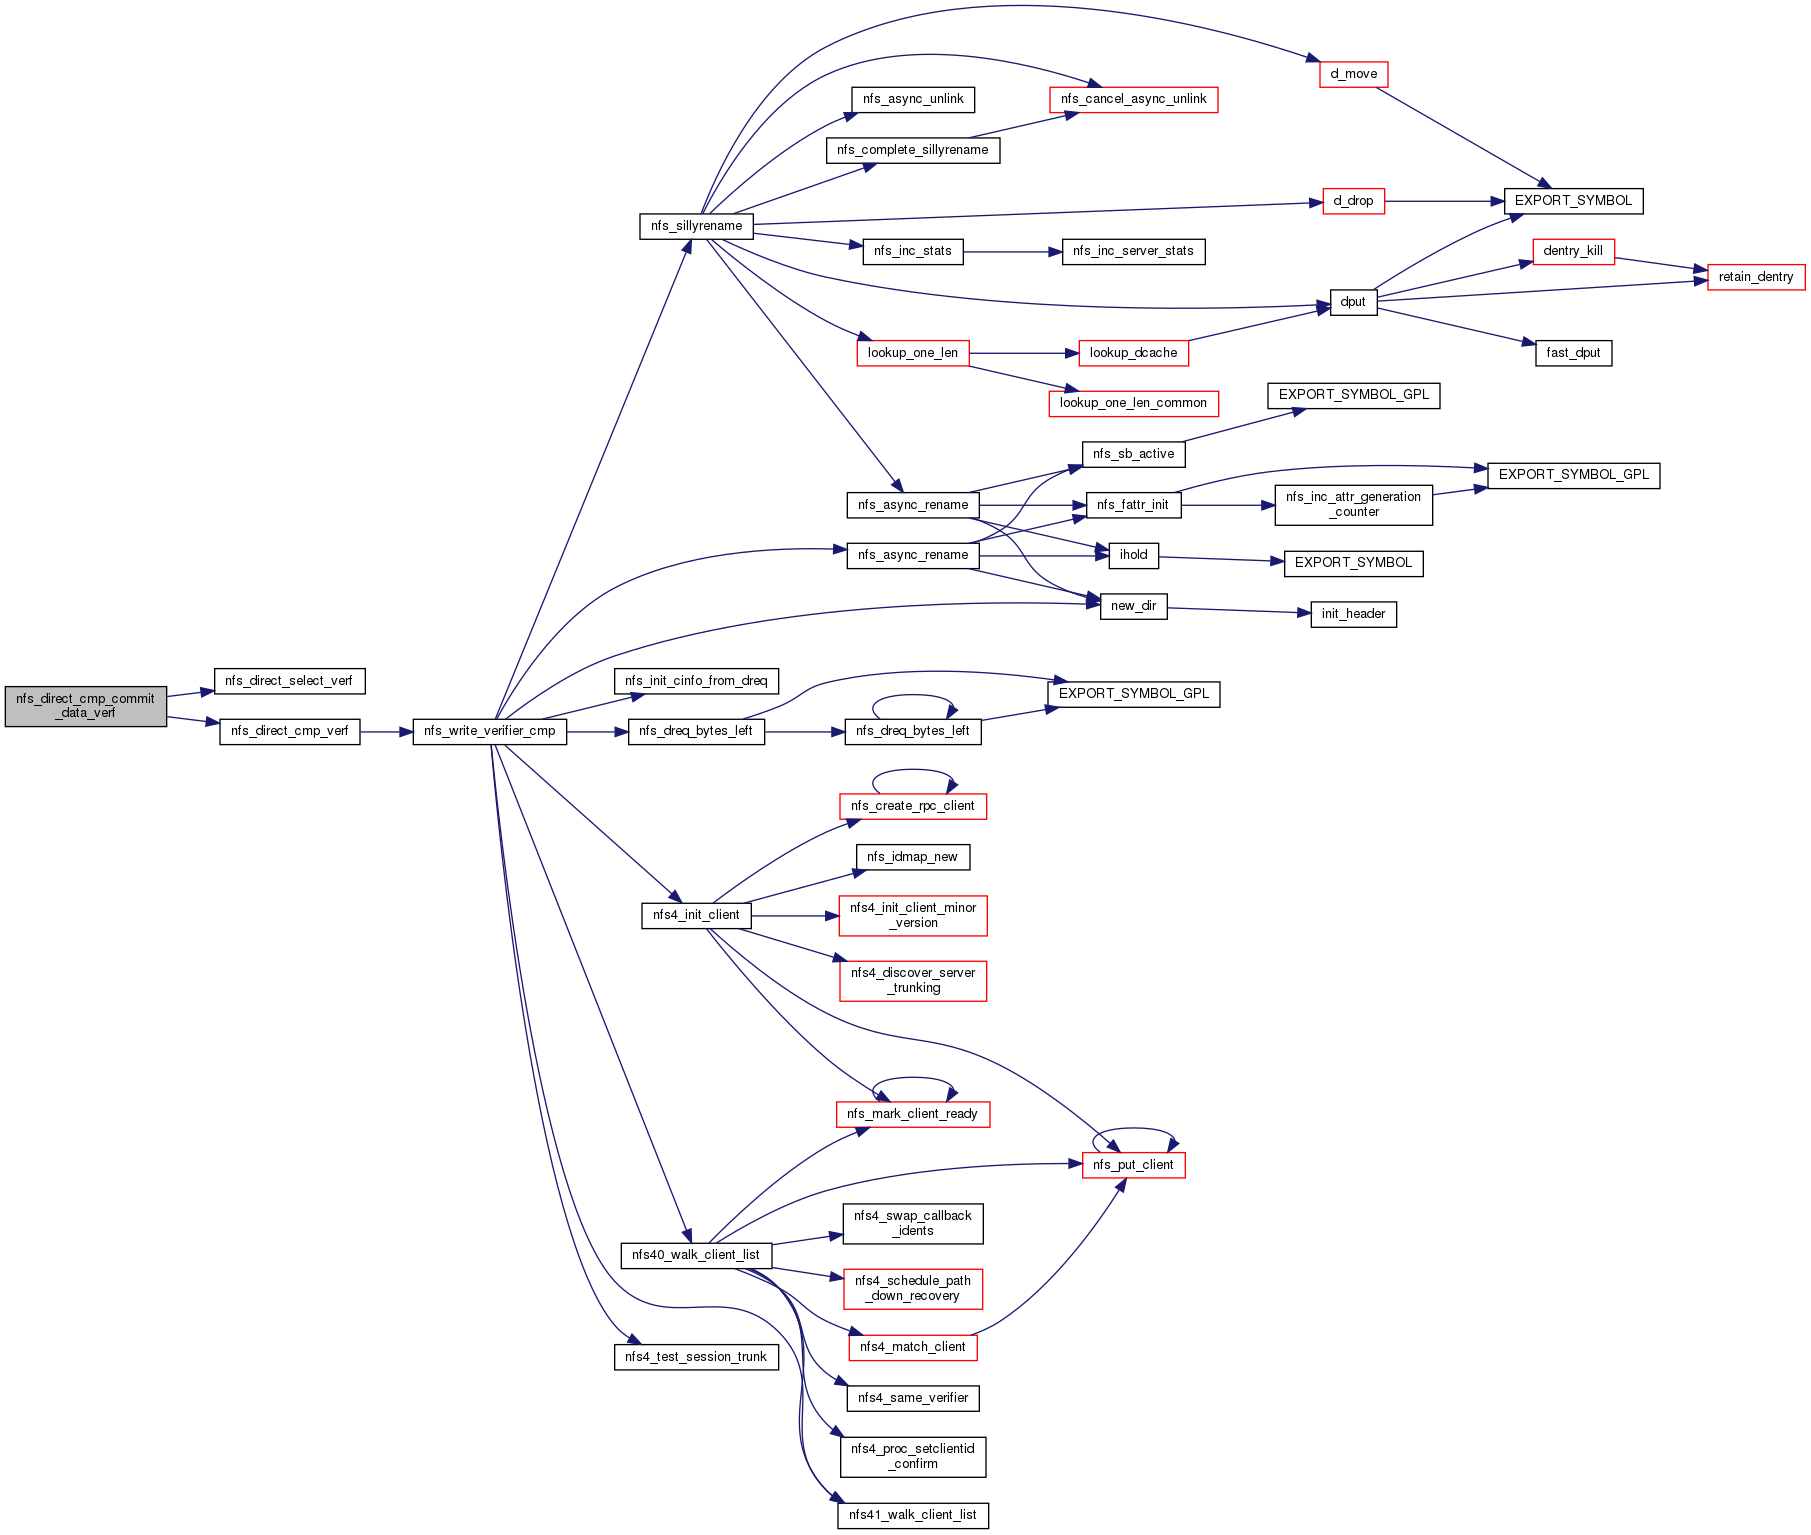 d_move
nfs_async_unlink
nfs_cancel_async_unlink
nfs_complete_sillyrename
nfs_sillyrename
d_drop
EXPORT_SYMBOL
nfs_inc_stats
nfs_inc_server_stats
dentry_kill
retain_dentry
dput
lookup_one_len
lookup_dcache
fast_dput
lookup_one_len_common
EXPORT_SYMBOL_GPL
nfs_sb_active
EXPORT_SYMBOL_GPL
nfs_async_rename
nfs_fattr_init
nfs_inc_attr_generation
_counter
nfs_async_rename
ihold
EXPORT_SYMBOL
new_dir
init_header
nfs_direct_cmp_commit
_data_verf
nfs_direct_select_verf
nfs_direct_cmp_verf
nfs_write_verifier_cmp
nfs_init_cinfo_from_dreq
nfs_dreq_bytes_left
nfs_dreq_bytes_left
EXPORT_SYMBOL_GPL
nfs_create_rpc_client
nfs_idmap_new
nfs4_init_client
nfs4_init_client_minor
_version
nfs4_discover_server
_trunking
nfs_mark_client_ready
nfs_put_client
nfs4_swap_callback
_idents
nfs40_walk_client_list
nfs4_schedule_path
_down_recovery
nfs4_match_client
nfs4_test_session_trunk
nfs4_same_verifier
nfs4_proc_setclientid
_confirm
nfs41_walk_client_list